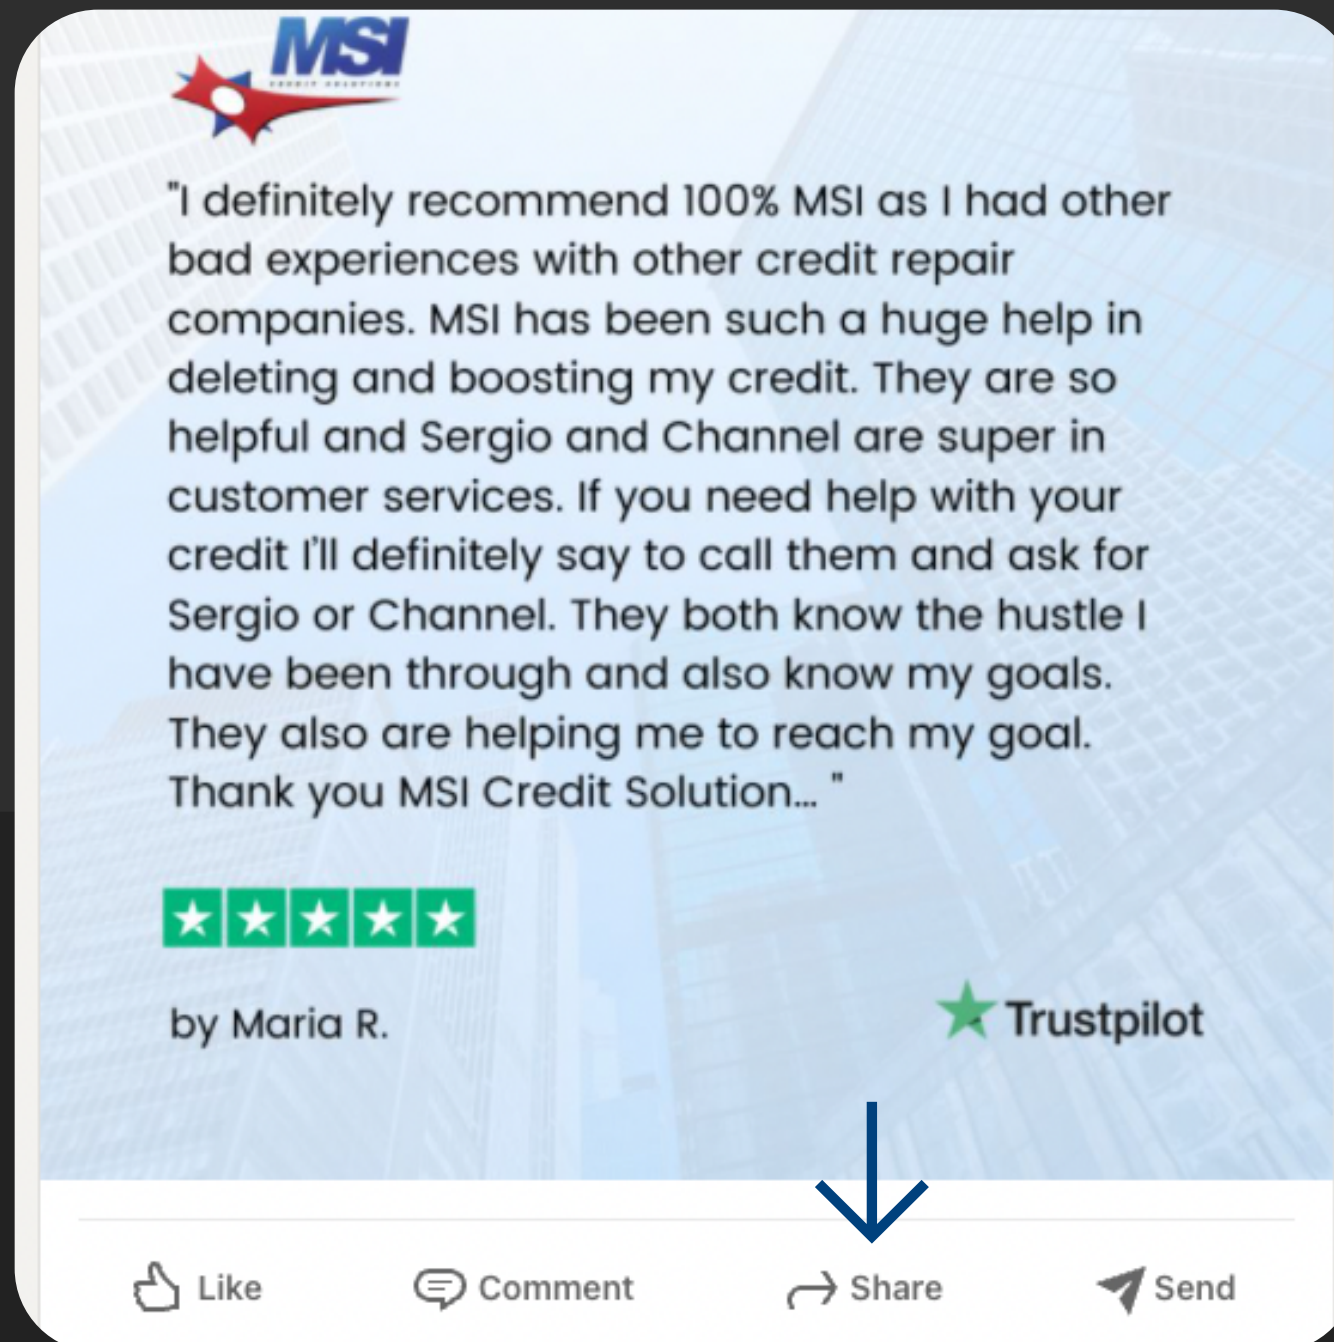 MSI
CREDIT SOLUTIONS
"I definitely recommend 100% MSI as I had other
bad experiences with other credit repair
companies. MSI has been such a huge help in
deleting and boosting my credit. They are so
helpful and Sergio and Channel are super in
customer services. If you need help with your
credit I'll definitely say to call them and ask for
Sergio or Channel. They both know the hustle I
have been through and also know my goals.
They also are helping me to reach my goal.
Thank you MSI Credit Solution... "
by Maria R.
Trustpilot
Like Comment Share Send